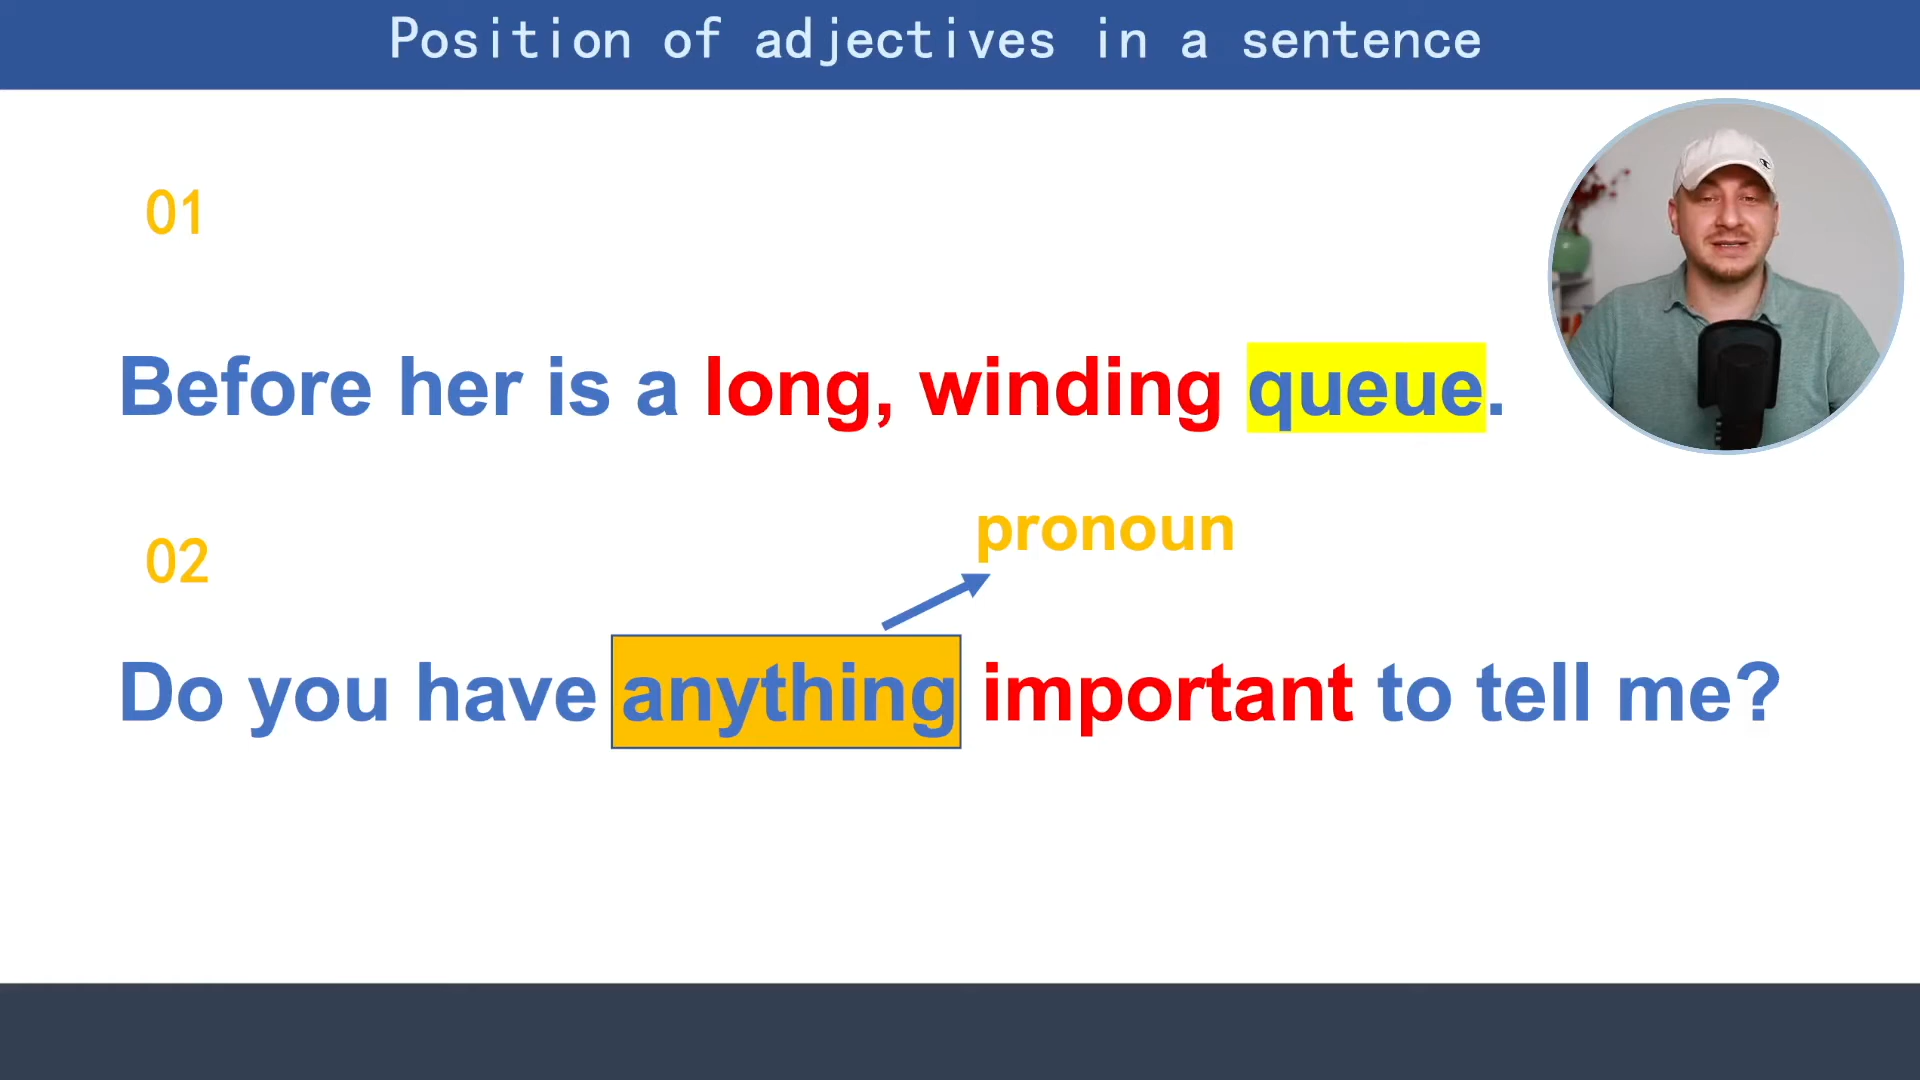 Position of adjectives in a sentence
01
Before her is a long, winding queue.
pronoun
02
Do you have anything important to tell me?